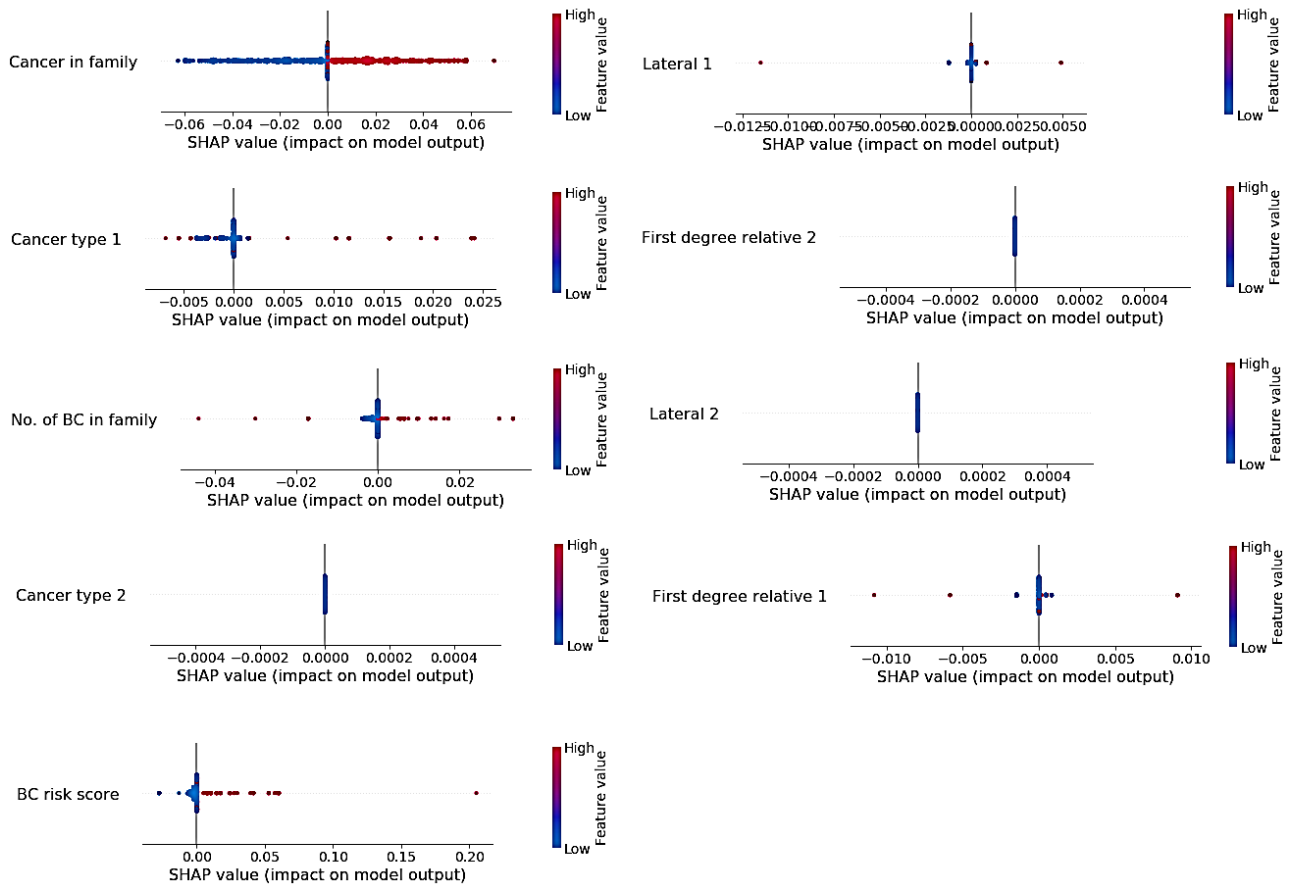 High
Cancer in family
Feature value
Low
−0.06 −0.04 −0.02 0.00 0.02 0.04 0.06
SHAP value (impact on model output)
High
Lateral 1
Feature value
Low
−0.0125−0.0100−0.0075−0.0050−0.0025 0.0000 0.0025 0.0050
SHAP value (impact on model output)
High
Cancer type 1
Feature value
Low
−0.005 0.000 0.005 0.010 0.015 0.020 0.025
SHAP value (impact on model output)
High
First degree relative 2
Feature value
Low
−0.0004 −0.0002 0.0000 0.0002 0.0004
SHAP value (impact on model output)
High
No. of BC in family
Feature value
Low
−0.04 −0.02 0.00 0.02
SHAP value (impact on model output)
High
Lateral 2
Feature value
Low
−0.0004 −0.0002 0.0000 0.0002 0.0004
SHAP value (impact on model output)
High
Cancer type 2
Feature value
Low
−0.0004 −0.0002 0.0000 0.0002 0.0004
SHAP value (impact on model output)
High
First degree relative 1
Feature value
Low
−0.010 −0.005 0.000 0.005 0.010
SHAP value (impact on model output)
High
BC risk score
Feature value
Low
0.00 0.05 0.10 0.15 0.20
SHAP value (impact on model output)